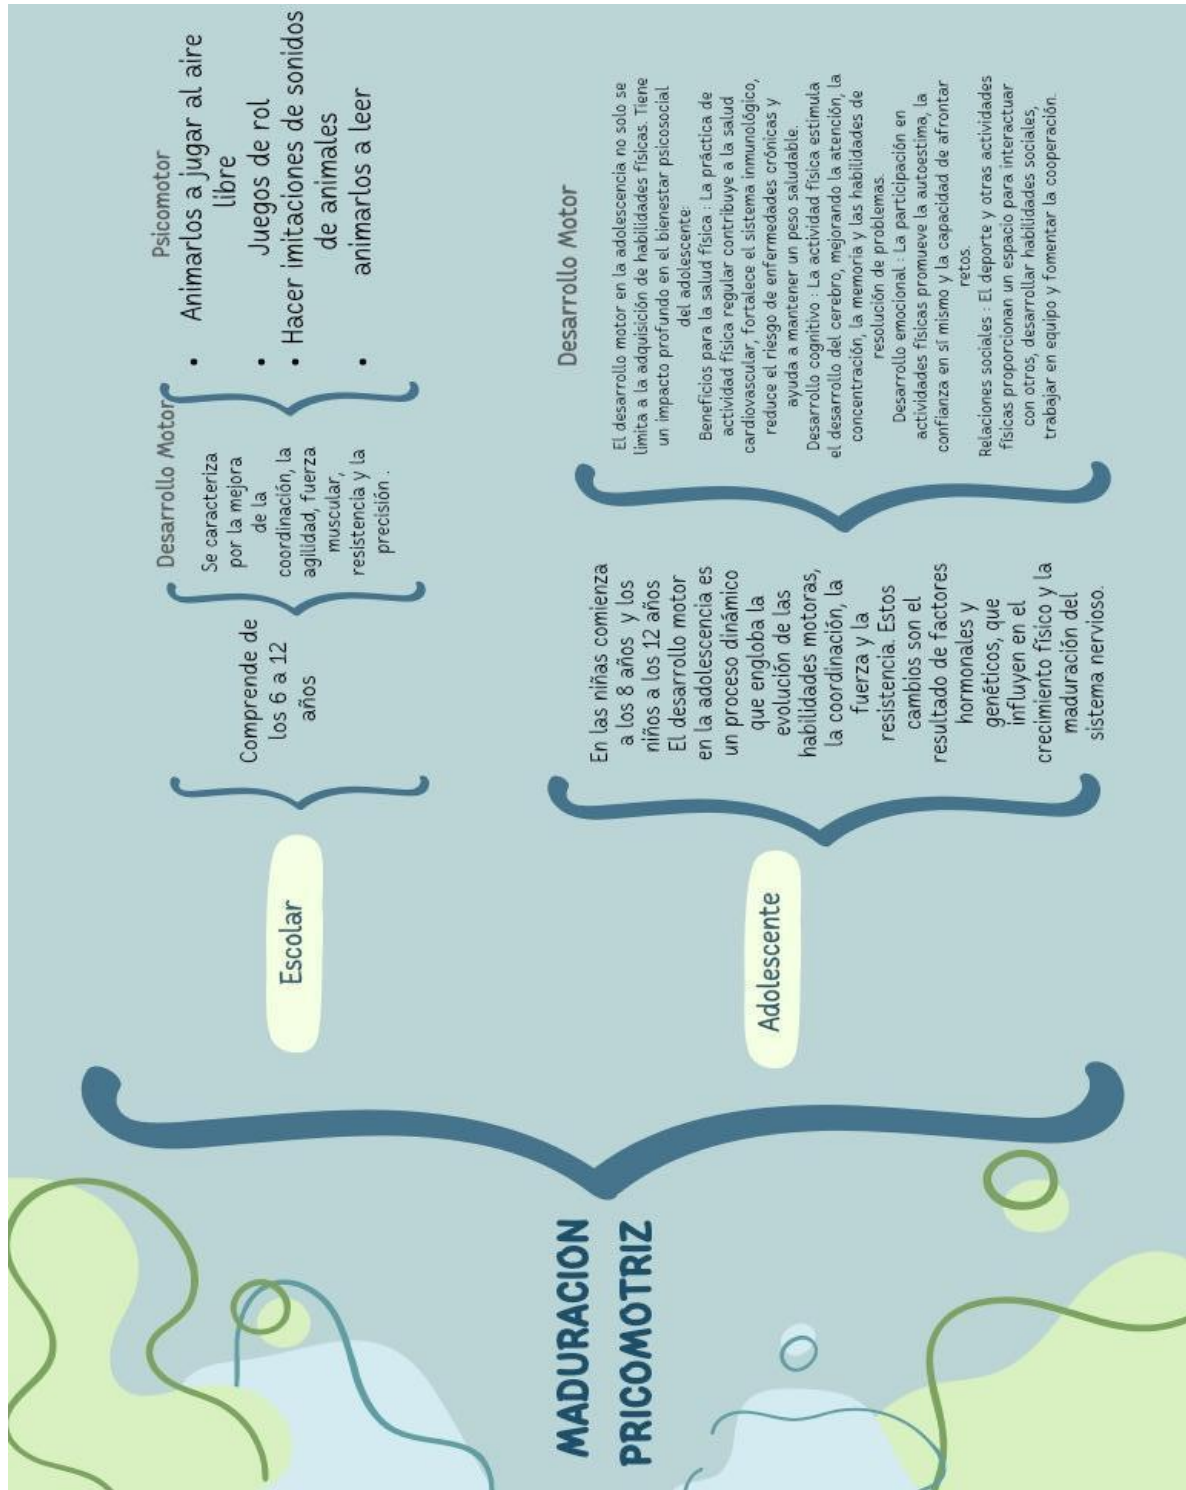 MADURACION
PRICOMOTRIZ
Escolar
Comprende de
los 6 a 12
años
Desarrollo Motor
Se caracteriza
por la mejora
de la
coordinación, la
agilidad, fuerza
muscular,
resistencia y la
precisión .
Psicomotor
• Animarlos a jugar al aire
libre
• Juegos de rol
• Hacer imitaciones de sonidos
de animales
• animarlos a leer
Adolescente
En las niñas comienza
a los 8 años y los
niños a los 12 años
El desarrollo motor
en la adolescencia es
un proceso dinámico
que engloba la
evolución de las
habilidades motoras,
la coordinación, la
fuerza y la
resistencia. Estos
cambios son el
resultado de factores
hormonales y
genéticos, que
influyen en el
crecimiento físico y la
maduración del
sistema nervioso.
Desarrollo Motor
El desarrollo motor en la adolescencia no solo se
limita a la adquisición de habilidades físicas. Tiene
un impacto profundo en el bienestar psicosocial
del adolescente:
Beneficios para la salud física : La práctica de
actividad física regular contribuye a la salud
cardiovascular, fortalece el sistema inmunológico,
reduce el riesgo de enfermedades crónicas y
ayuda a mantener un peso saludable.
Desarrollo cognitivo : La actividad física estimula
el desarrollo del cerebro, mejorando la atención, la
concentración, la memoria y las habilidades de
resolución de problemas.
Desarrollo emocional : La participación en
actividades físicas promueve la autoestima, la
confianza en sí mismo y la capacidad de afrontar
retos.
Relaciones sociales : El deporte y otras actividades
físicas proporcionan un espacio para interactuar
con otros, desarrollar habilidades sociales,
trabajar en equipo y fomentar la cooperación.